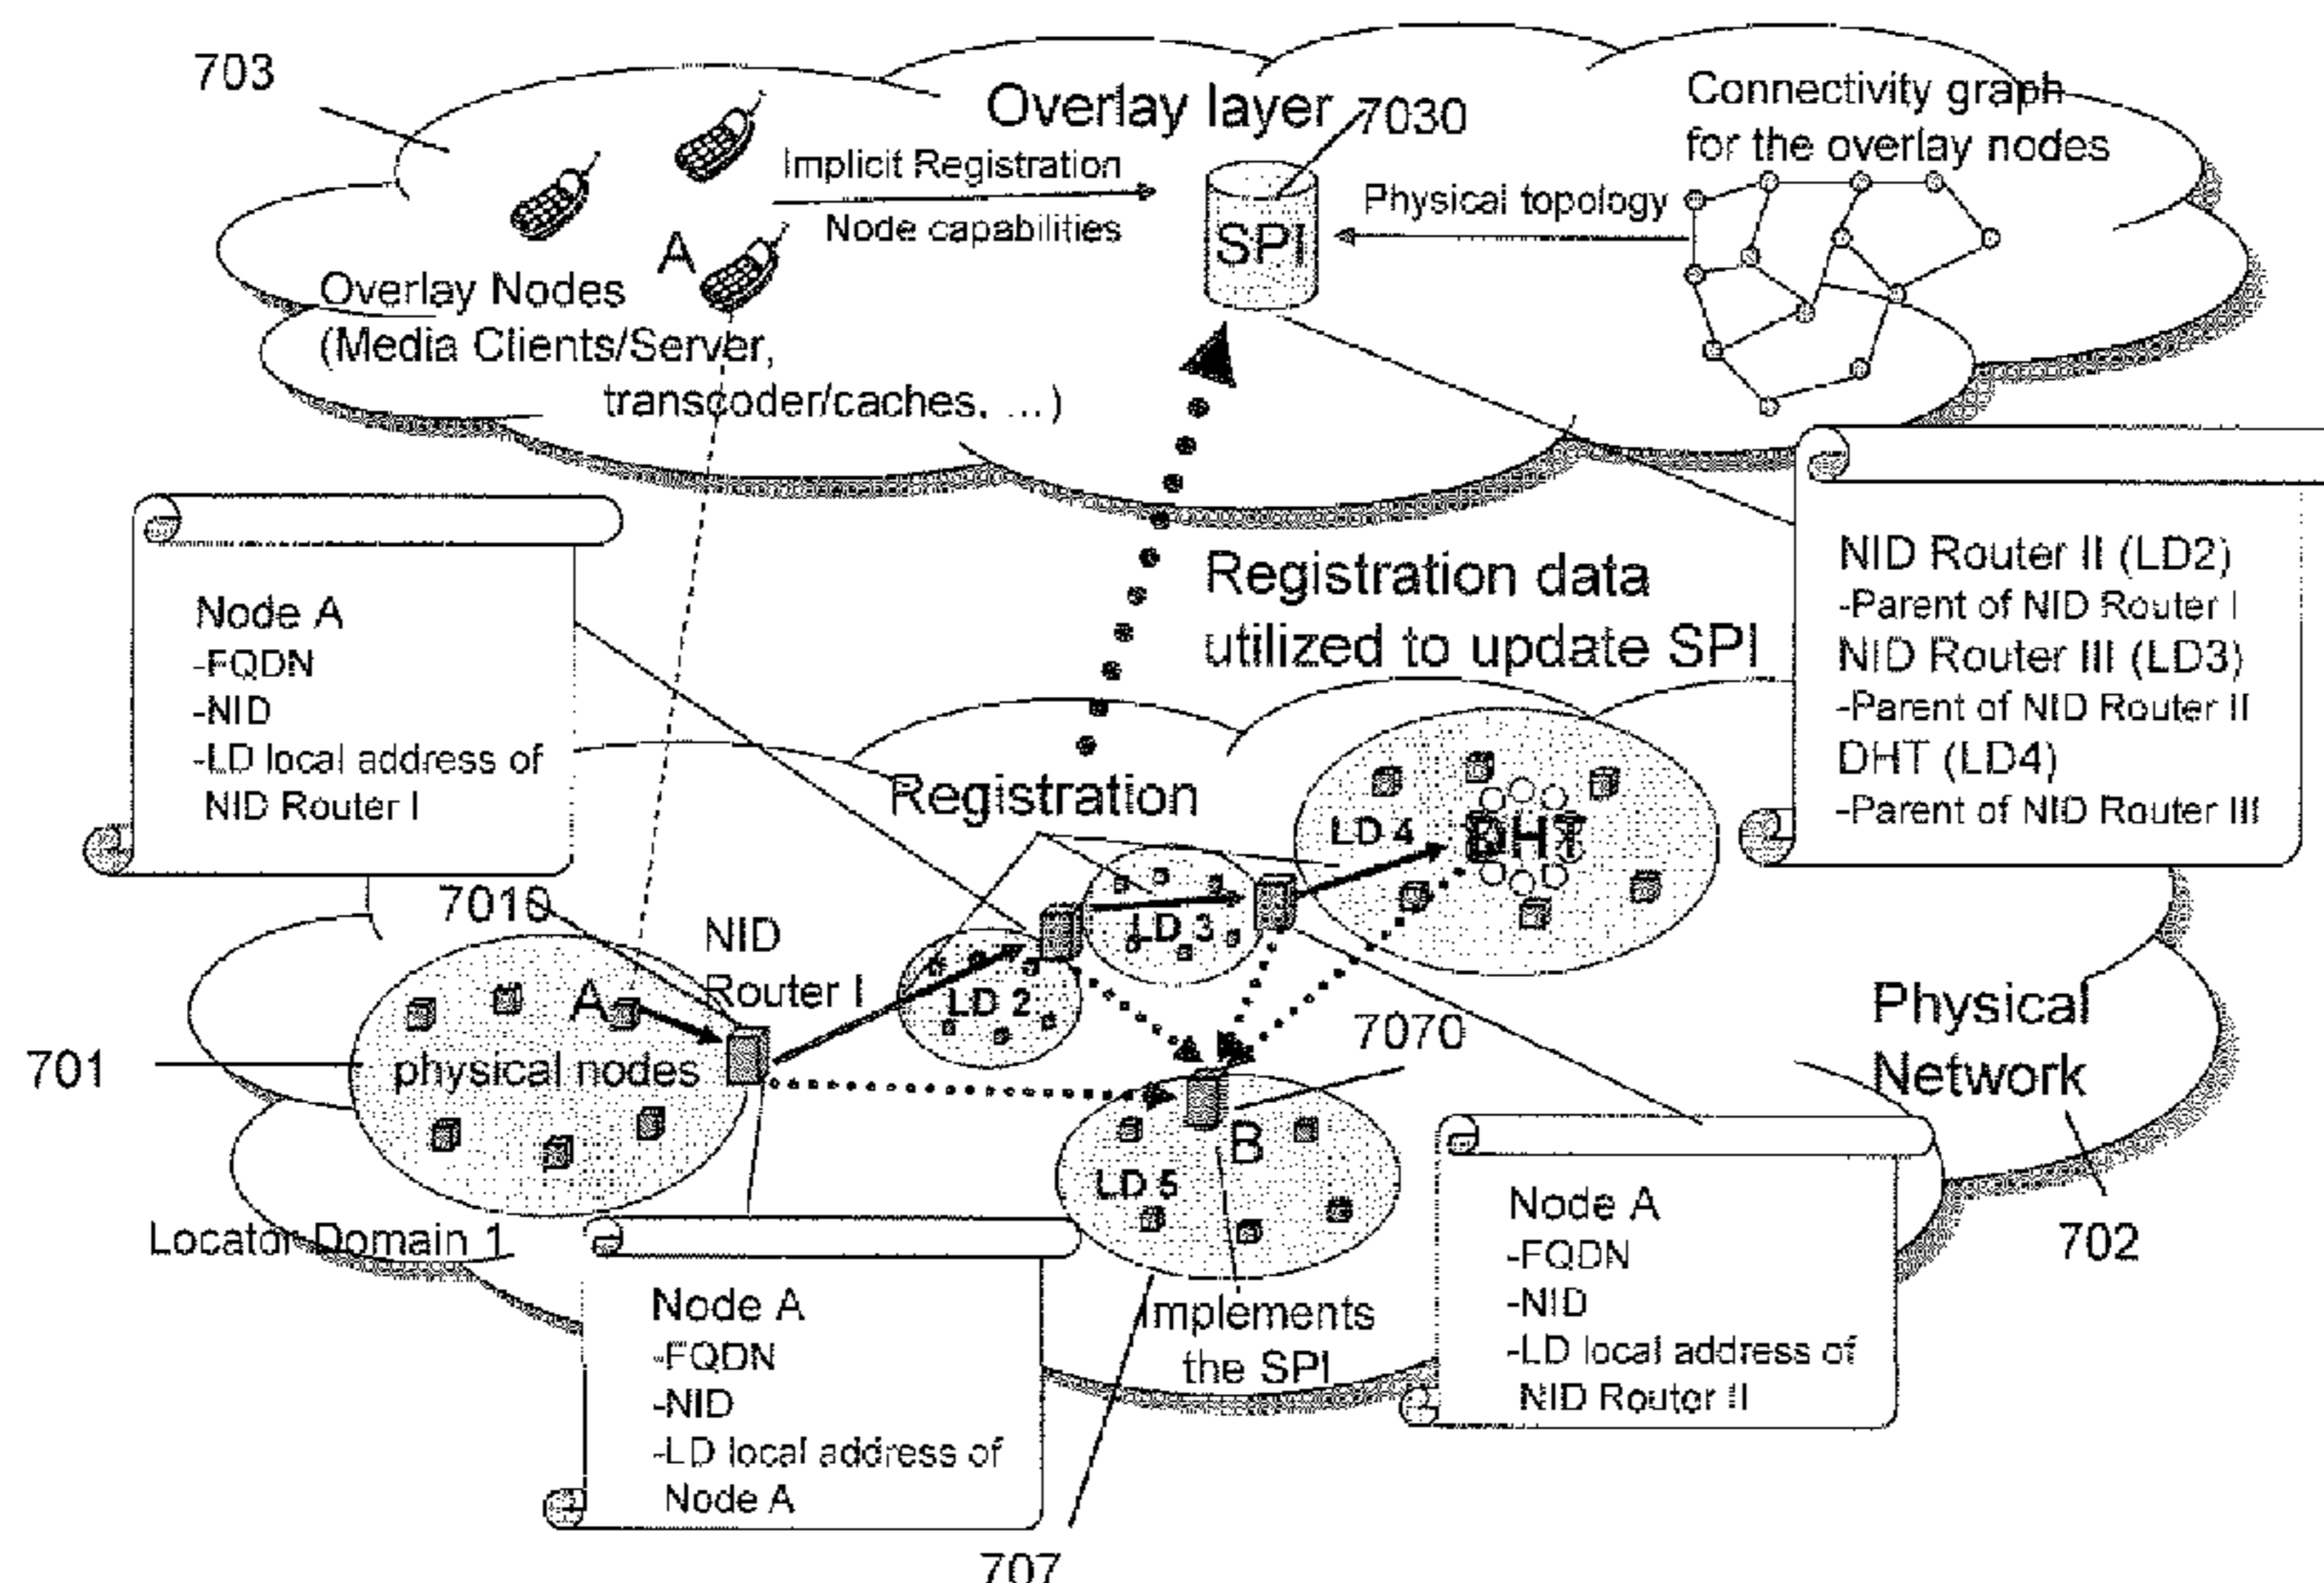 703
Overlay layer
7030
Connectivity graph
for the overlay nodes
Implicit Registration
Node capabilities
SPI
Physical topology
A
Overlay Nodes
(Media Clients/Server,
transcoder/caches, ...)
Registration data
utilized to update SPI
Node A
-FQDN
-NID
-LD local address of
NID Router I
NID Router II (LD2)
-Parent of NID Router I
NID Router III (LD3)
-Parent of NID Router II
DHT (LD4)
-Parent of NID Router III
Registration
LD 4
DHT
7010
NID
Router I
LD 3
LD 2
A
physical nodes
701
7070
Physical
Network
B
LD 5
Locator Domain 1
702
Implements
the SPI
Node A
-FQDN
-NID
-LD local address of
Node A
Node A
-FQDN
-NID
-LD local address of
NID Router II
707